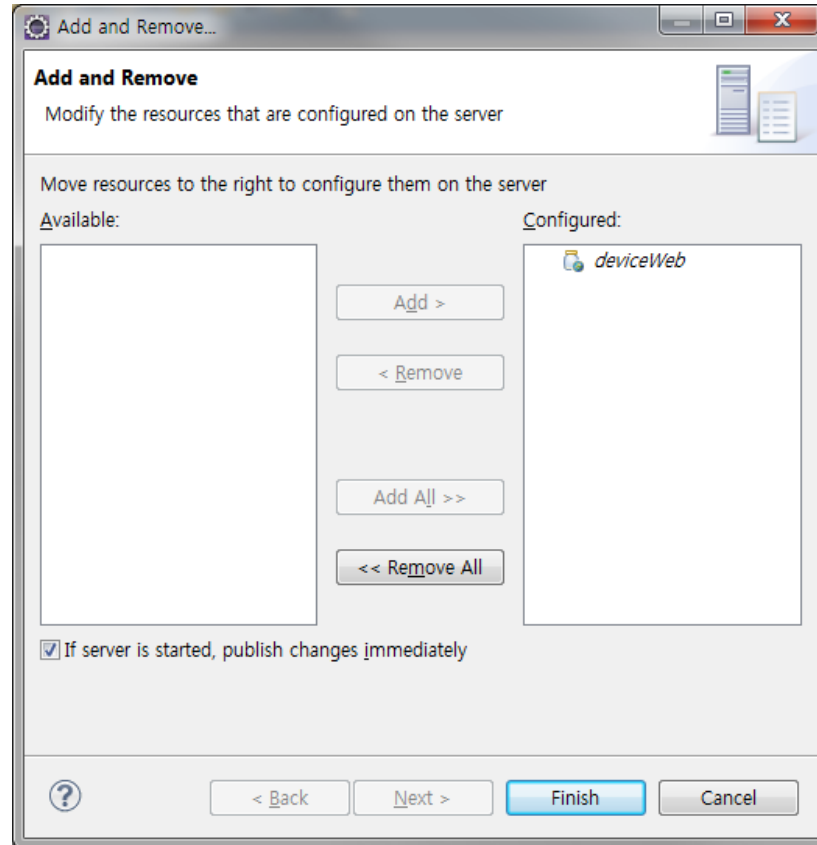 Add and Remove...
Add and Remove
Modify the resources that are configured on the server
Move resources to the right to configure them on the server
Available:
Configured:
deviceWeb
Add >
< Remove
Add All >>
<< Remove All
If server is started, publish changes immediately
?
< Back
Next >
Finish
Cancel